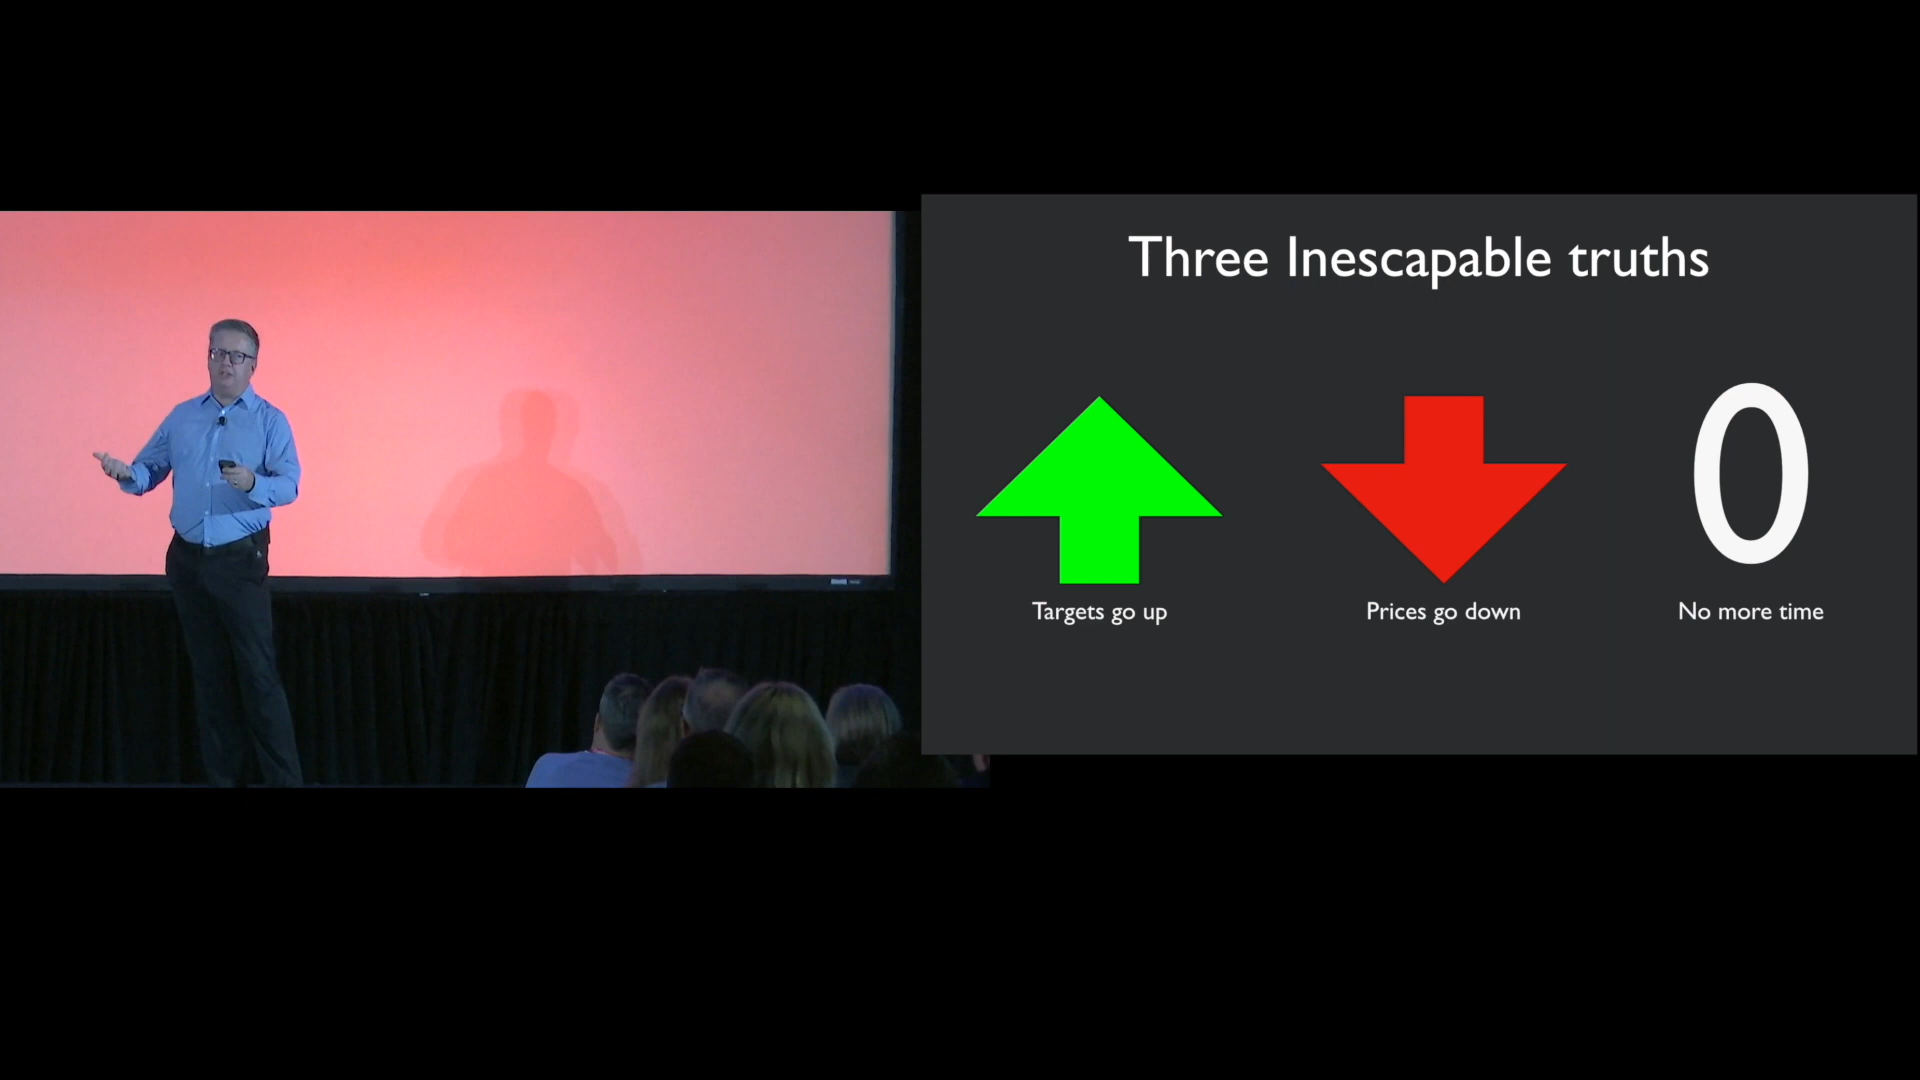 Three Inescapable truths
0
Targets go up
Prices go down
No more time